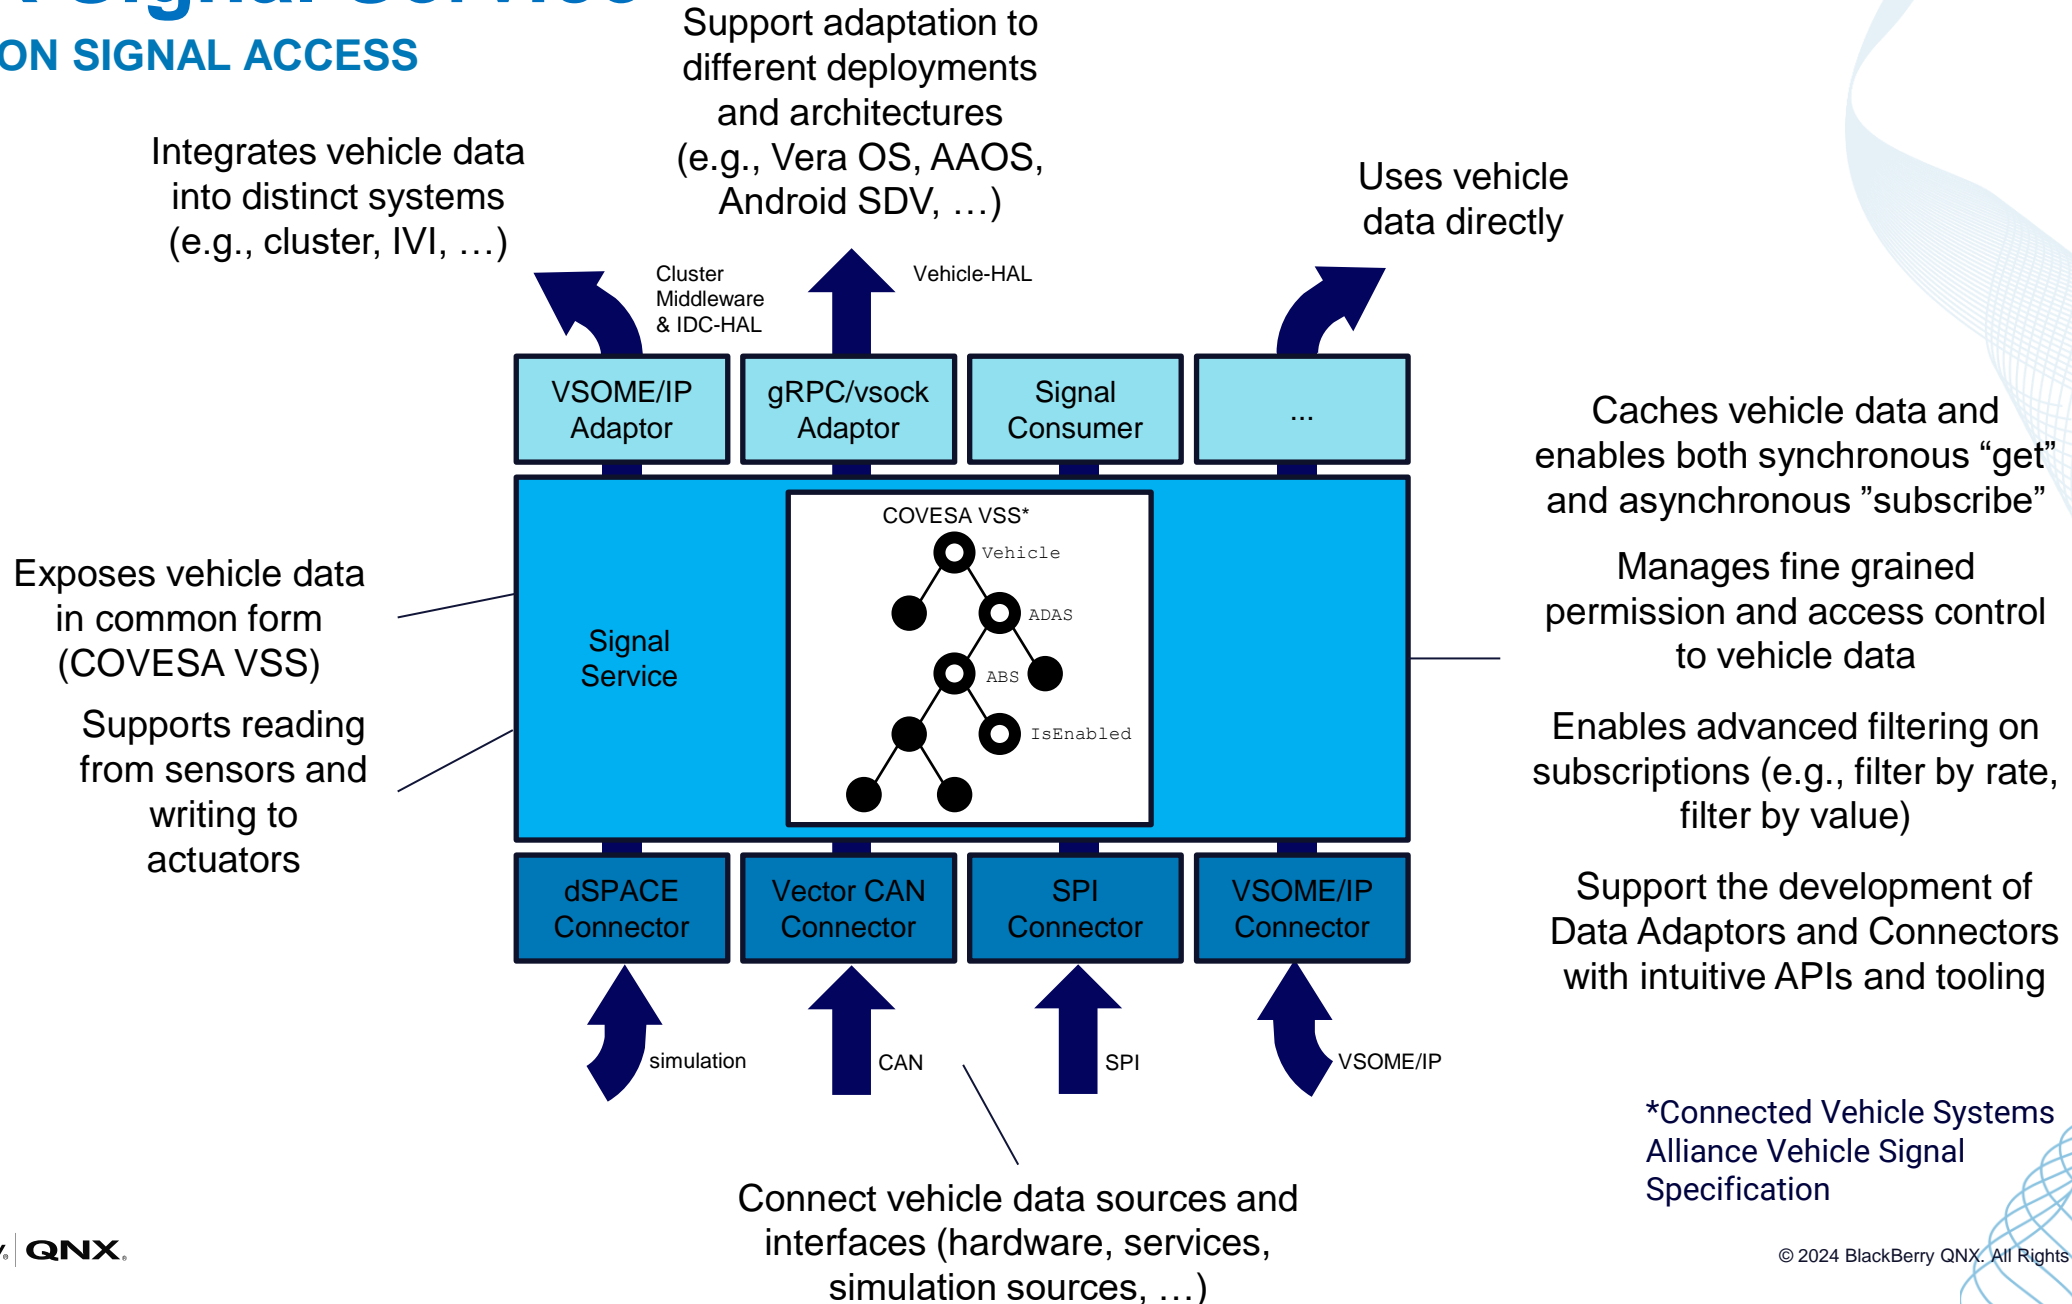 Signal Service
ON SIGNAL ACCESS
Support adaptation to
different deployments
and architectures
(e.g., Vera OS, AAOS,
Android SDV, …)
Integrates vehicle data
into distinct systems
(e.g., cluster, IVI, …)
Uses vehicle
data directly
Cluster
Middleware
& IDC-HAL
Vehicle-HAL
VSOME/IP
Adaptor
gRPC/vsock
Adaptor
Signal
Consumer
...
Caches vehicle data and
enables both synchronous “get”
and asynchronous ”subscribe”
Manages fine grained
permission and access control
to vehicle data
Enables advanced filtering on
subscriptions (e.g., filter by rate,
filter by value)
Support the development of
Data Adaptors and Connectors
with intuitive APIs and tooling
Exposes vehicle data
in common form
(COVESA VSS)
Supports reading
from sensors and
writing to
actuators
Signal
Service
COVESA VSS*
Vehicle
ADAS
ABS
IsEnabled
dSPACE
Connector
Vector CAN
Connector
SPI
Connector
VSOME/IP
Connector
simulation
CAN
SPI
VSOME/IP
Connect vehicle data sources and
interfaces (hardware, services,
simulation sources, …)
*Connected Vehicle Systems
Alliance Vehicle Signal
Specification
QNX
© 2024 BlackBerry QNX. All Rights